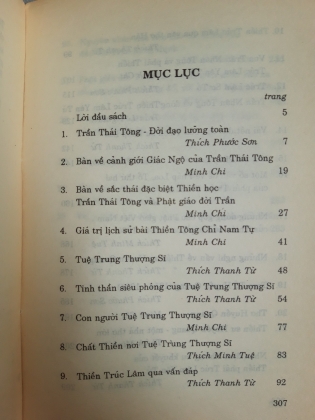 MỤC LỤC
trang
Lời đầu sách 5
1. Trần Thái Tông - Đời đạo lưỡng toàn
Thích Phước Sơn 7
2. Bàn về cảnh giới Giác Ngộ của Trần Thái Tông
Minh Chi 19
3. Bàn về sắc thái đặc biệt Thiền học
Trần Thái Tông và Phật giáo đời Trần
Minh Chi 27
4. Giá trị lịch sử bài Thiền Tông Chỉ Nam Tự
Minh Chi 41
5. Tuệ Trung Thượng Sĩ
Thích Thanh Từ 48
6. Tinh thần siêu phóng của Tuệ Trung Thượng Sĩ
Thích Thanh Từ 54
7. Con người Tuệ Trung Thượng Sĩ
Minh Chi 77
8. Chất Thiền nơi Tuệ Trung Thượng Sĩ
Thích Minh Tuệ 83
9. Thiền Trúc Lâm qua vấn đáp
Thích Thanh Từ 92
307